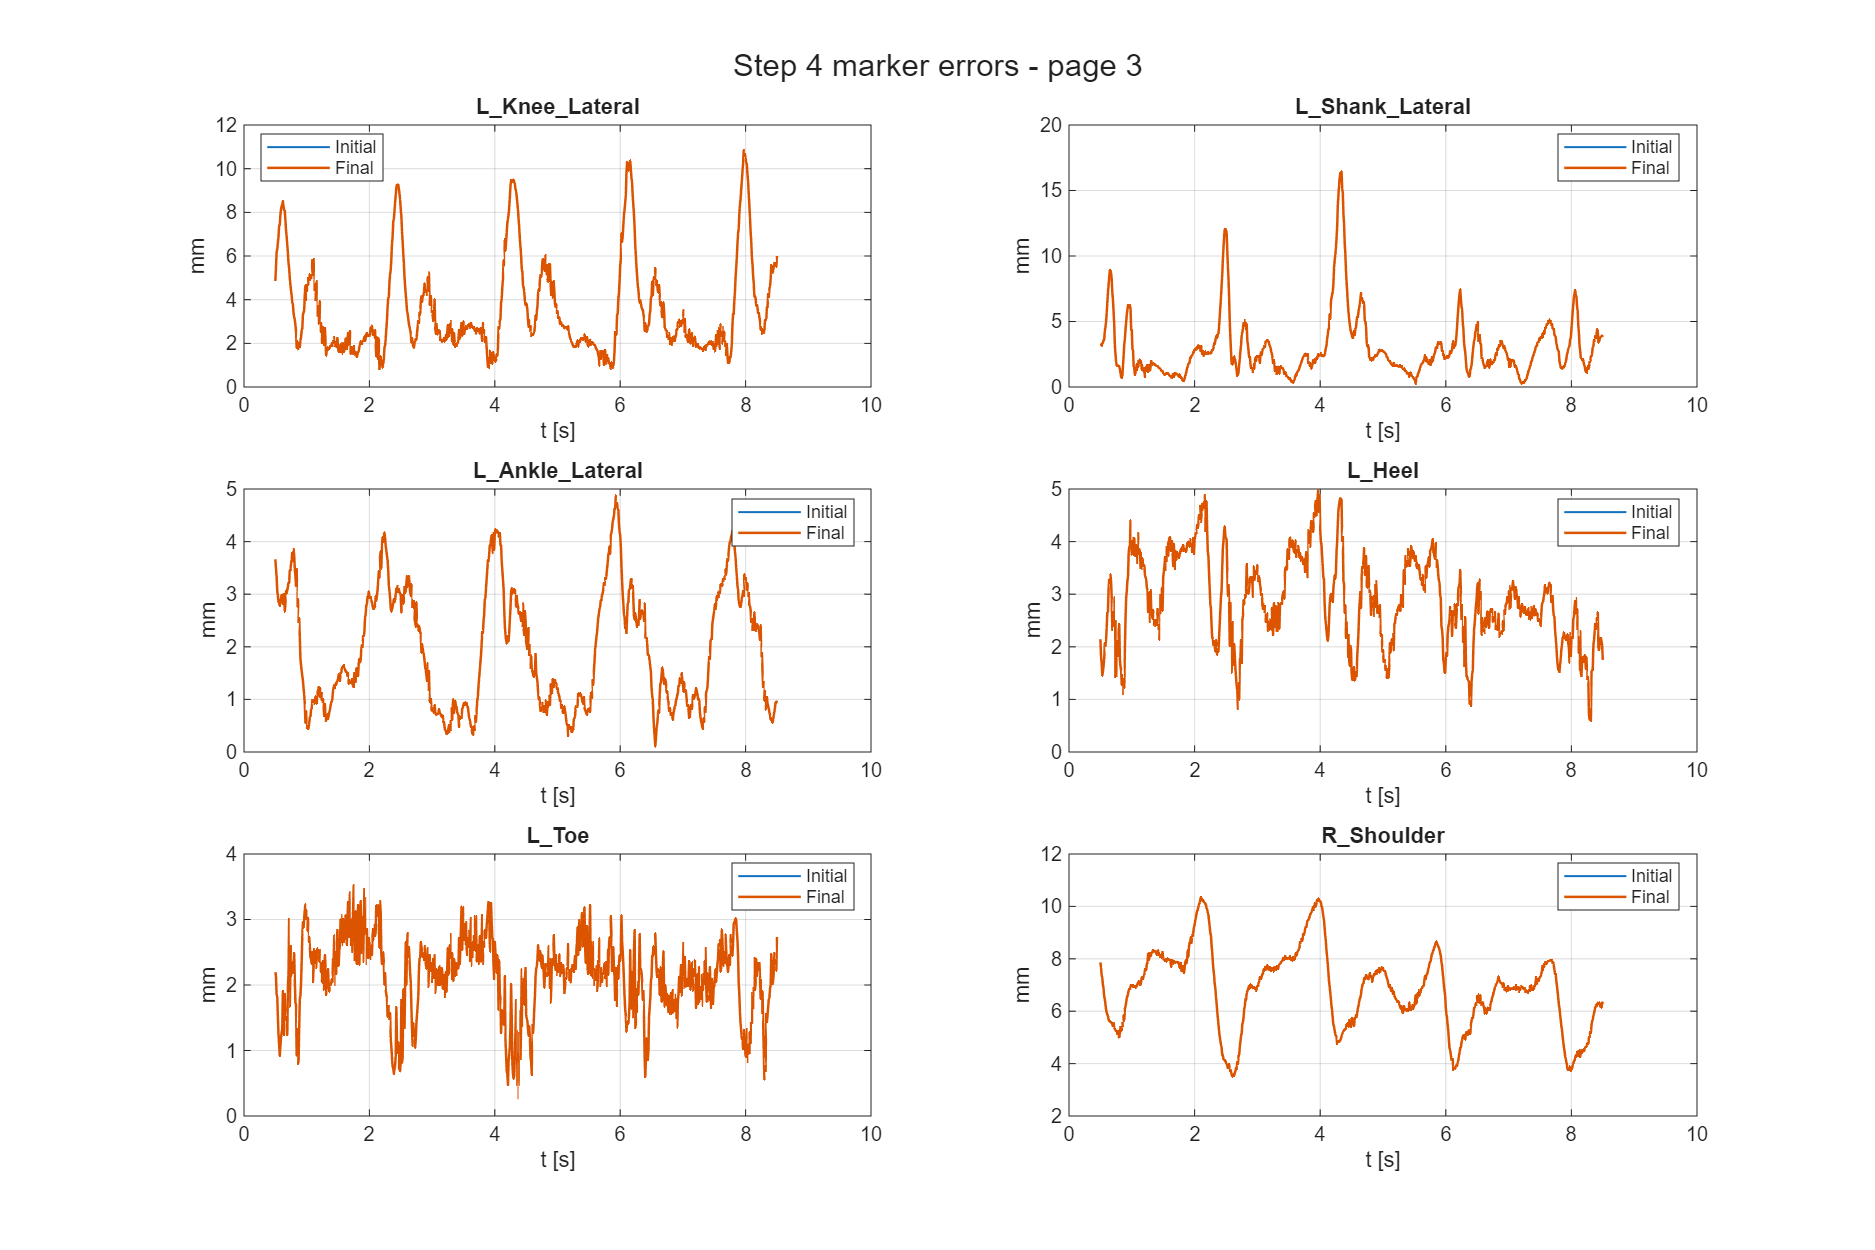 Step 4 marker errors - page 3
L_Knee_Lateral
12
10
8
6
4
2
0
mm
Initial
Final
0 2 4 6 8 10
t [s]
L_Shank_Lateral
20
15
10
5
0
mm
Initial
Final
0 2 4 6 8 10
t [s]
L_Ankle_Lateral
5
4
3
2
1
0
mm
Initial
Final
0 2 4 6 8 10
t [s]
L_Heel
5
4
3
2
1
0
mm
Initial
Final
0 2 4 6 8 10
t [s]
L_Toe
4
3
2
1
0
mm
Initial
Final
0 2 4 6 8 10
t [s]
R_Shoulder
12
10
8
6
4
2
mm
Initial
Final
0 2 4 6 8 10
t [s]